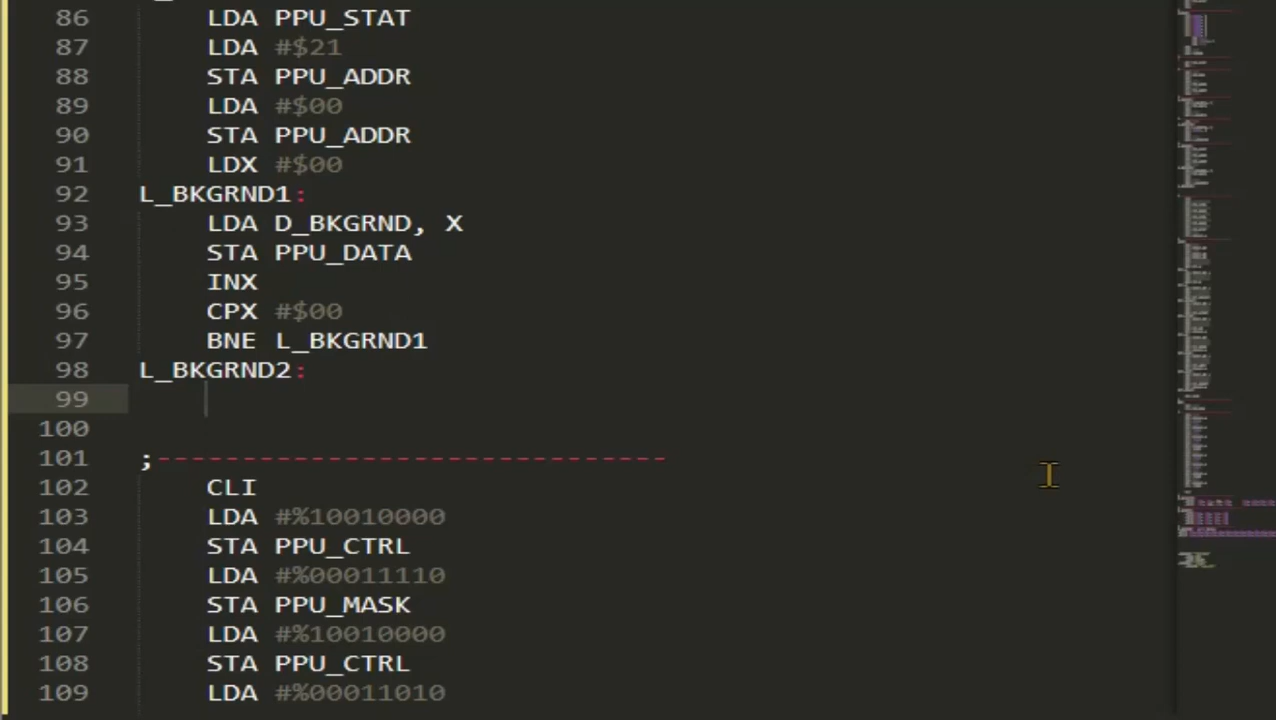 86 LDA PPU_STAT
87 LDA #$21
88 STA PPU_ADDR
89 LDA #$00
90 STA PPU_ADDR
91 LDX #$00
92 L_BKGRND1:
93 LDA D_BKGRND, X
94 STA PPU_DATA
95 INX
96 CPX #$00
97 BNE L_BKGRND1
98 L_BKGRND2:
99
100
101 ;------------------------------
102 CLI
103 LDA #%10010000
104 STA PPU_CTRL
105 LDA #%00011110
106 STA PPU_MASK
107 LDA #%10010000
108 STA PPU_CTRL
109 LDA #%00011010